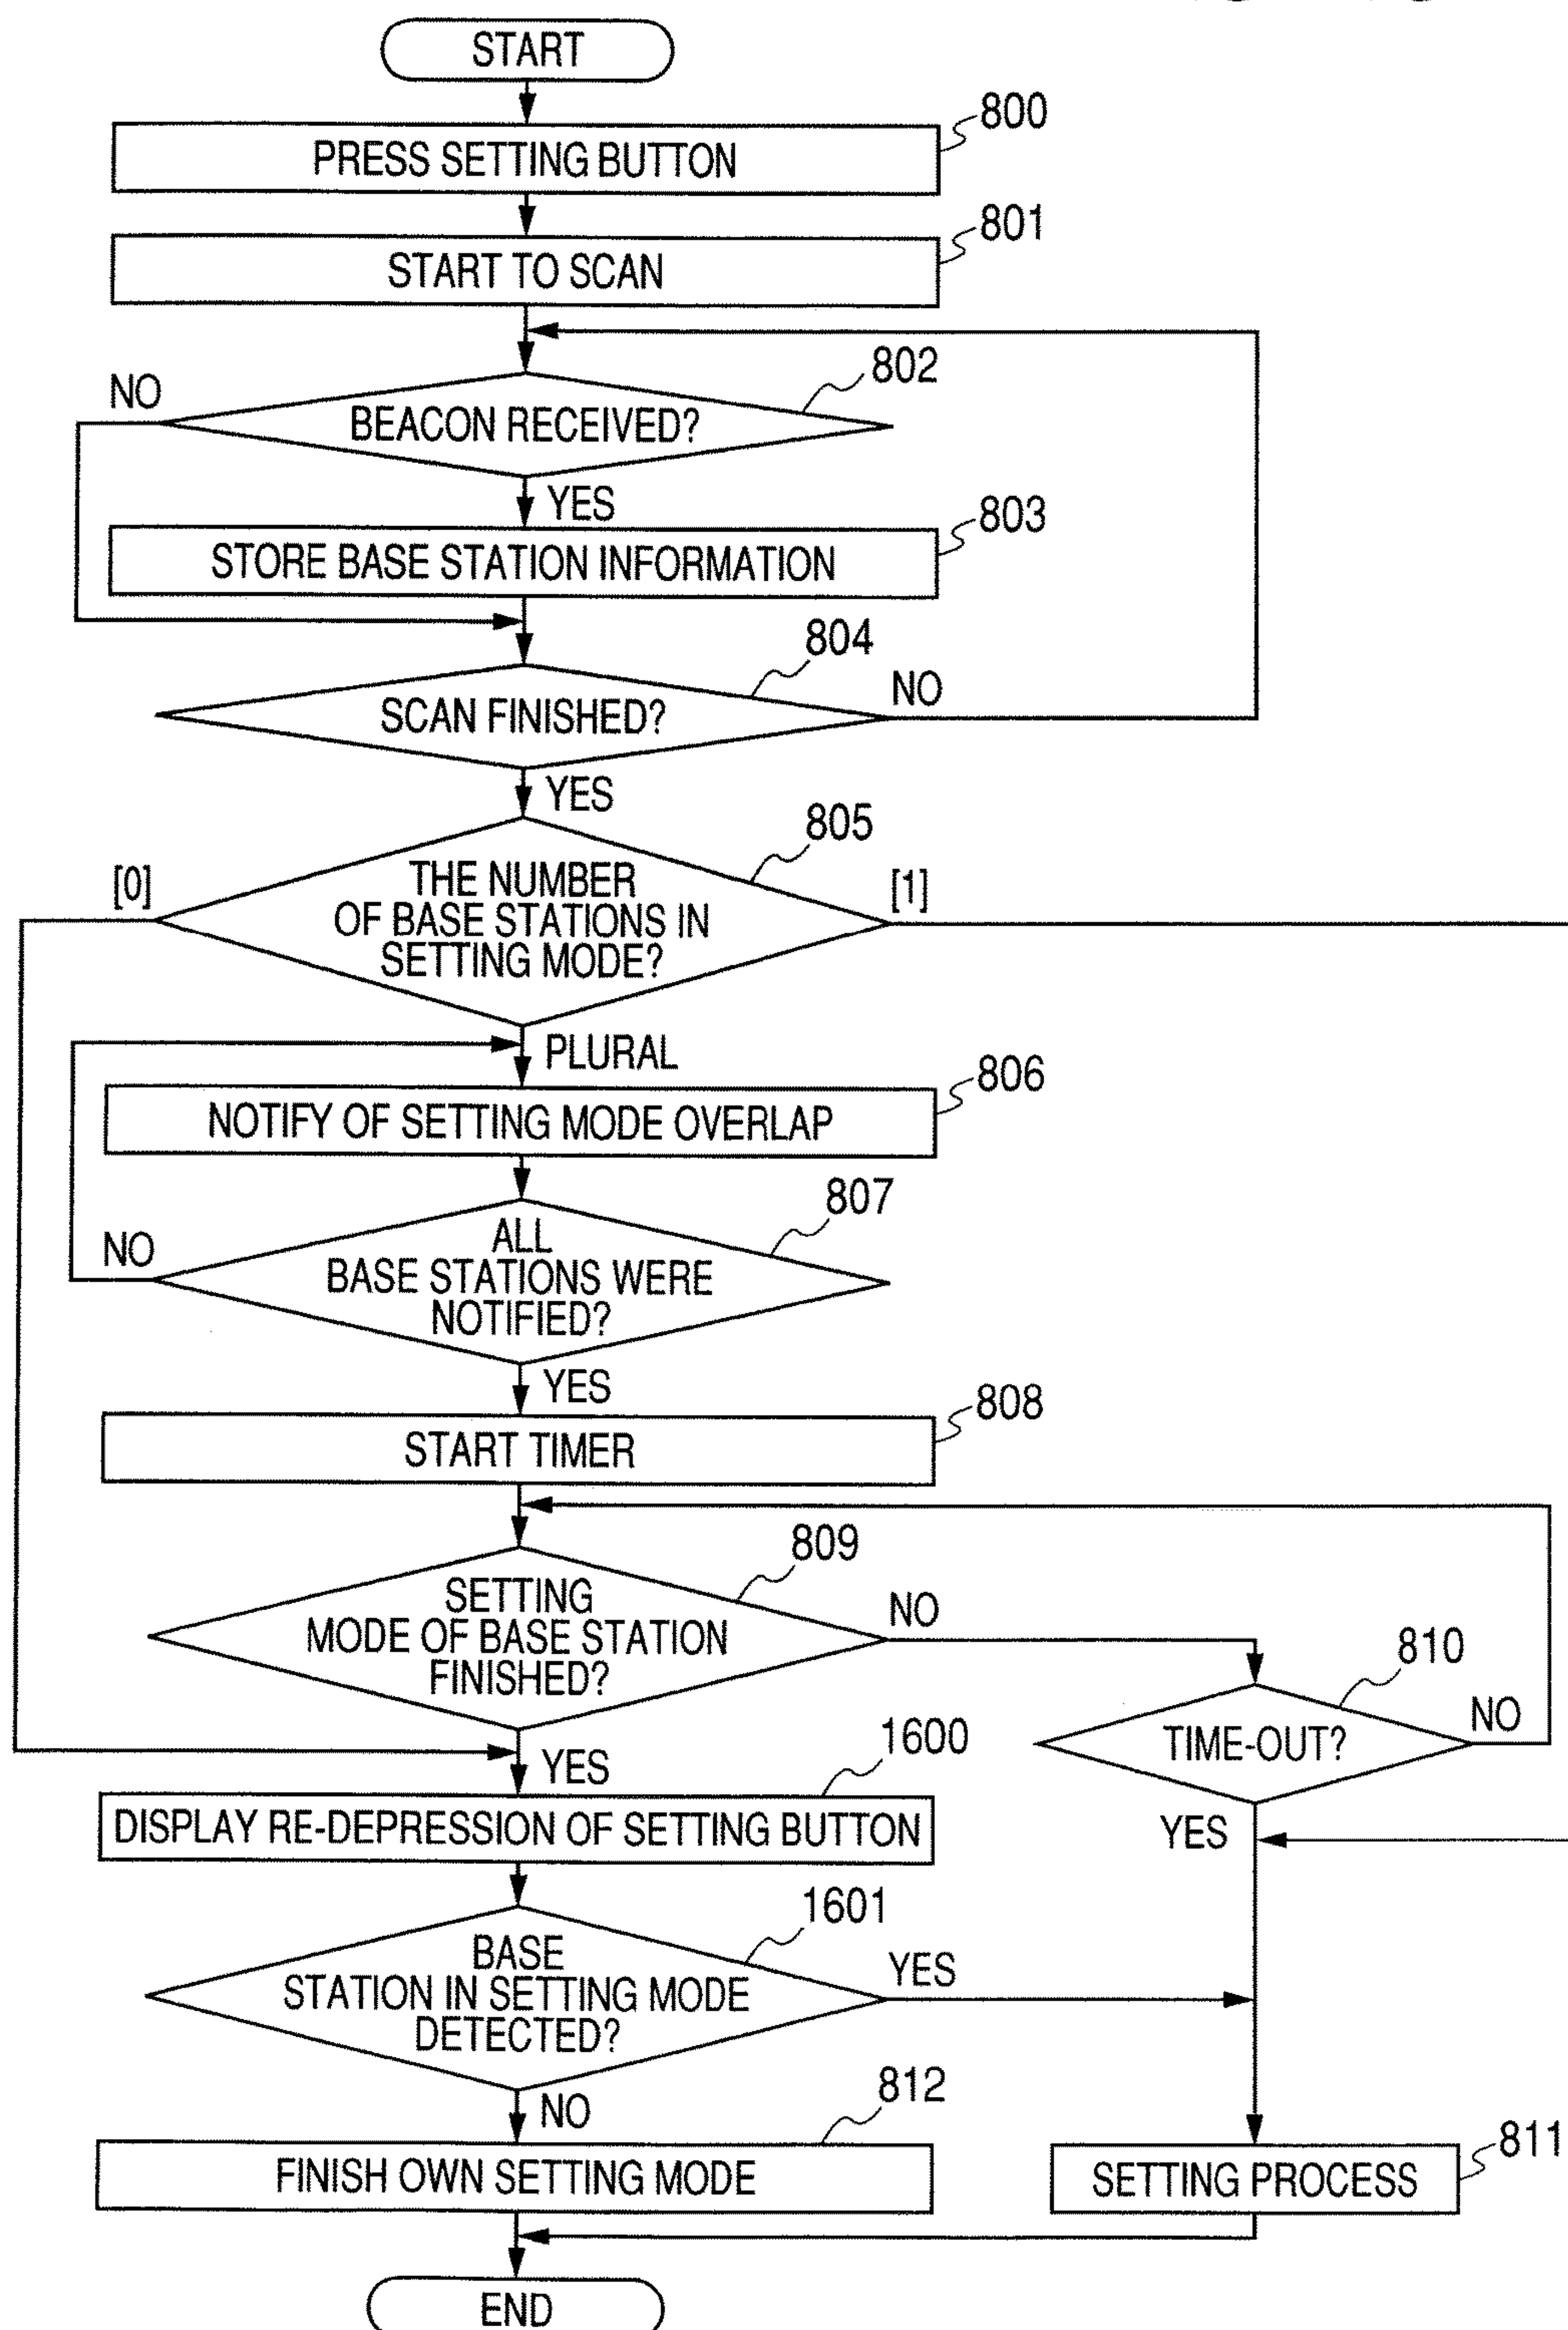 START
800
PRESS SETTING BUTTON
801
START TO SCAN
802
NO
BEACON RECEIVED?
YES
803
STORE BASE STATION INFORMATION
804
NO
SCAN FINISHED?
YES
805
[0]
[1]
THE NUMBER
OF BASE STATIONS IN
SETTING MODE?
PLURAL
806
NOTIFY OF SETTING MODE OVERLAP
807
NO
ALL
BASE STATIONS WERE
NOTIFIED?
YES
808
START TIMER
809
SETTING
MODE OF BASE STATION
FINISHED?
NO
810
TIME-OUT?
NO
YES
1600
YES
DISPLAY RE-DEPRESSION OF SETTING BUTTON
1601
BASE
STATION IN SETTING MODE
DETECTED?
YES
NO
812
FINISH OWN SETTING MODE
811
SETTING PROCESS
END